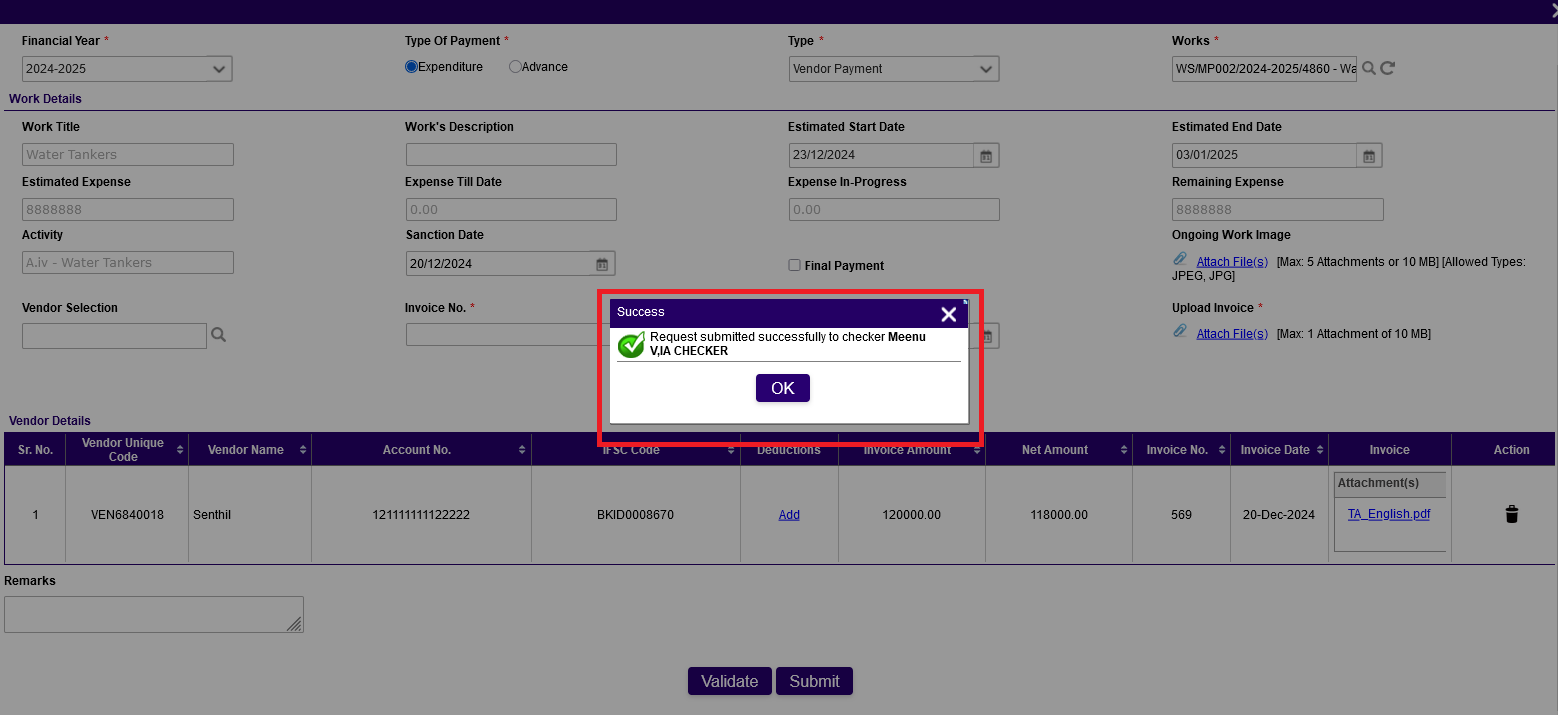 Financial Year *
Type Of Payment *
Type *
Works *
2024-2025
Expenditure
Advance
Vendor Payment
WS/MP002/2024-2025/4860 - Wa
Work Details
Work Title
Work's Description
Estimated Start Date
Estimated End Date
Water Tankers
23/12/2024
03/01/2025
Estimated Expense
Expense Till Date
Expense In-Progress
Remaining Expense
8888888
0.00
0.00
8888888
Activity
Sanction Date
Ongoing Work Image
A.iv - Water Tankers
20/12/2024
Final Payment
Attach File(s) [Max: 5 Attachments or 10 MB] [Allowed Types:
JPEG, JPG]
Vendor Selection
Invoice No. *
Upload Invoice *
Attach File(s) [Max: 1 Attachment of 10 MB]
Success
Request submitted successfully to checker Meenu
V,IA CHECKER
OK
Vendor Details
Sr. No.
Vendor Unique
Code
Vendor Name
Account No.
IFSC Code
Deductions
Invoice Amount
Net Amount
Invoice No.
Invoice Date
Invoice
Action
1
VEN6840018
Senthil
121111111122222
BKID0008670
Add
120000.00
118000.00
569
20-Dec-2024
Attachment(s)
TA_English.pdf
Remarks
Validate
Submit